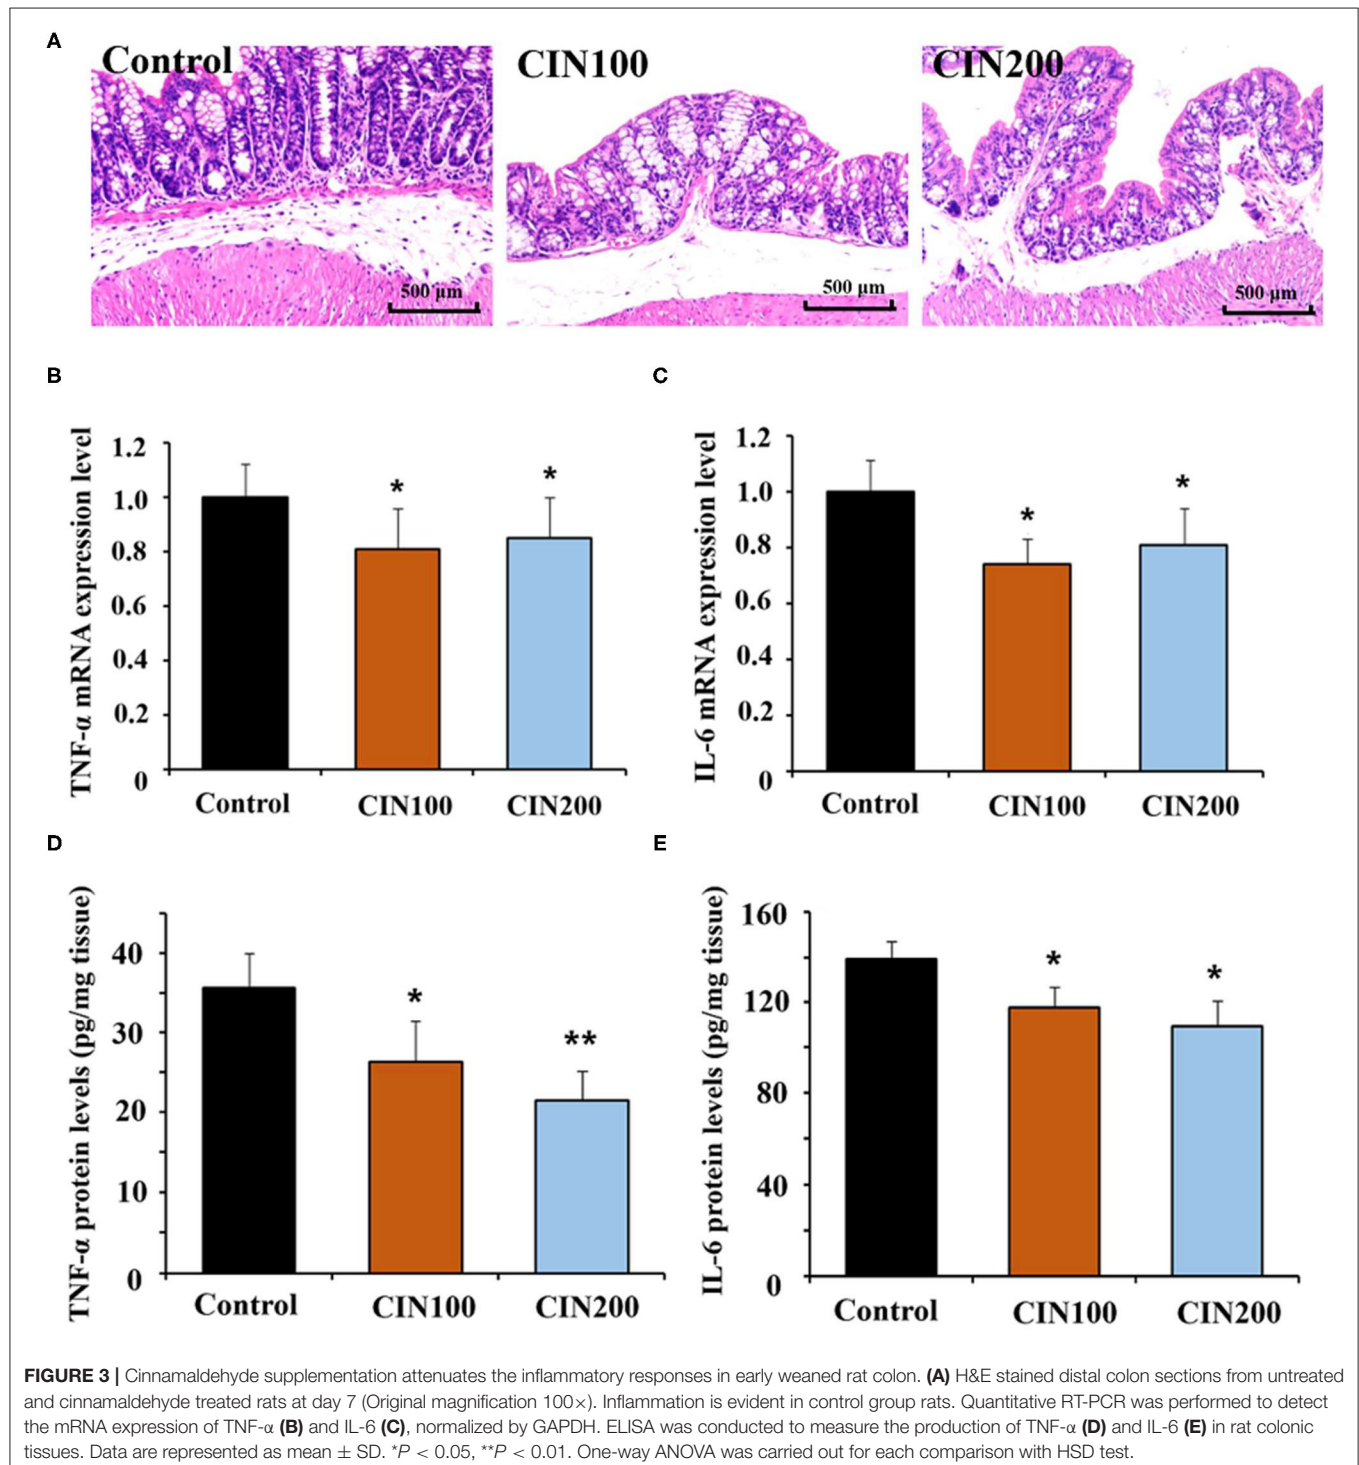 A
Control
CIN100
CIN200
500 µm
500 µm
500 µm
B
TNF-α mRNA expression level
1.2
1.0
0.8
0.6
0.4
0.2
0
*
*
Control
CIN100
CIN200
C
IL-6 mRNA expression level
1.2
1.0
0.8
0.6
0.4
0.2
0
*
*
Control
CIN100
CIN200
D
TNF-α protein levels (pg/mg tissue)
40
30
20
10
0
*
**
Control
CIN100
CIN200
E
IL-6 protein levels (pg/mg tissue)
160
120
80
40
0
*
*
Control
CIN100
CIN200
FIGURE 3 | Cinnamaldehyde supplementation attenuates the inflammatory responses in early weaned rat colon. (A) H&E stained distal colon sections from untreated
and cinnamaldehyde treated rats at day 7 (Original magnification 100×). Inflammation is evident in control group rats. Quantitative RT-PCR was performed to detect
the mRNA expression of TNF-α (B) and IL-6 (C), normalized by GAPDH. ELISA was conducted to measure the production of TNF-α (D) and IL-6 (E) in rat colonic
tissues. Data are represented as mean ± SD. *P < 0.05, **P < 0.01. One-way ANOVA was carried out for each comparison with HSD test.